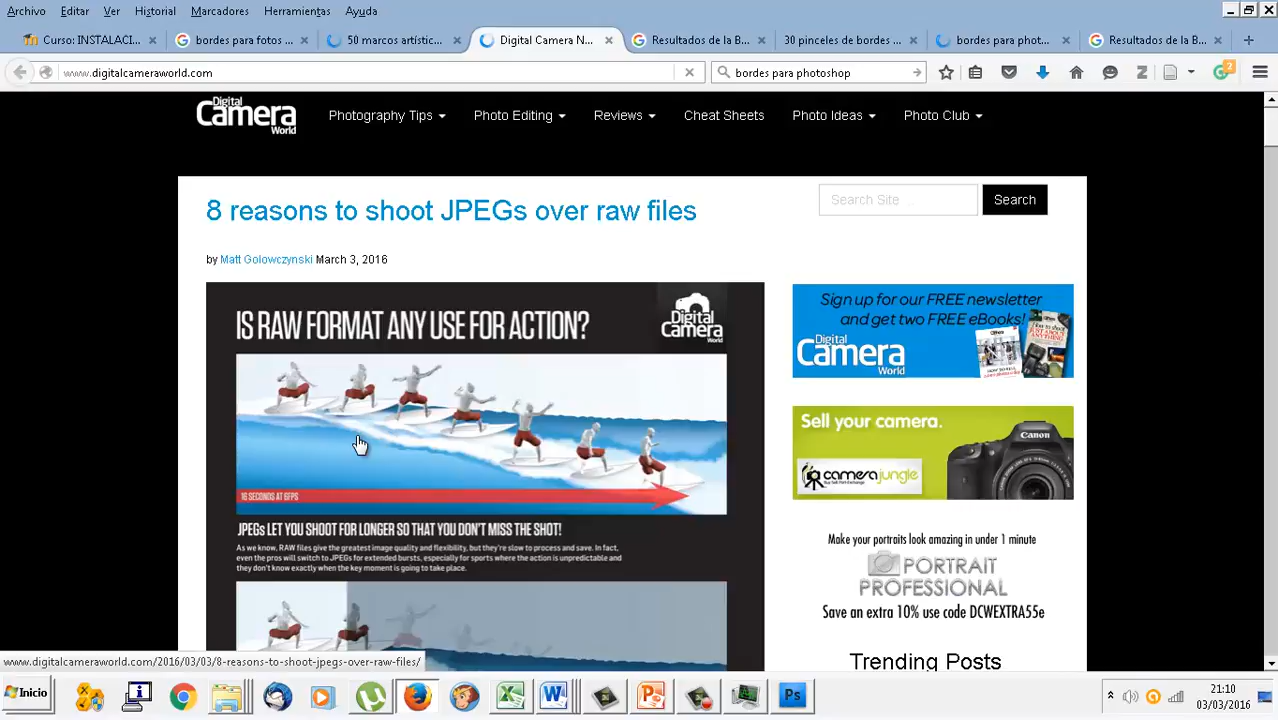 Archivo Editar Ver Historial Marcadores Herramientas Ayuda
Curso: INSTALACI... bordes para fotos 50 marcos artístic... Digital Camera N... Resultados de la B... 30 pinceles de bordes ... bordes para phot... Resultados de la B...
www.digitalcameraworld.com bordes para photoshop 2
Digital Camera World Photography Tips Photo Editing Reviews Cheat Sheets Photo Ideas Photo Club
8 reasons to shoot JPEGs over raw files
Search Site ... Search
by Matt Golowczynski March 3, 2016
IS RAW FORMAT ANY USE FOR ACTION?
Digital Camera World
16 SECONDS AT 6FPS
JPEGs LET YOU SHOOT FOR LONGER SO THAT YOU DON'T MISS THE SHOT!
As we know, RAW files give the greatest image quality and flexibility, but they're slow to process and save. In fact,
even the pros will switch to JPEGs for extended bursts, especially for sports where the action is unpredictable and
they don't know exactly when the key moment is going to take place.
Sign up for our FREE newsletter
and get two FREE eBooks!
Digital Camera World
Sell your camera.
Canon
camerajungle
Make your portraits look amazing in under 1 minute
PORTRAIT
PROFESSIONAL
Save an extra 10% use code DCWEXTRA55e
Trending Posts
www.digitalcameraworld.com/2016/03/03/8-reasons-to-shoot-jpegs-over-raw-files/
Inicio
Ps
21:10
03/03/2016